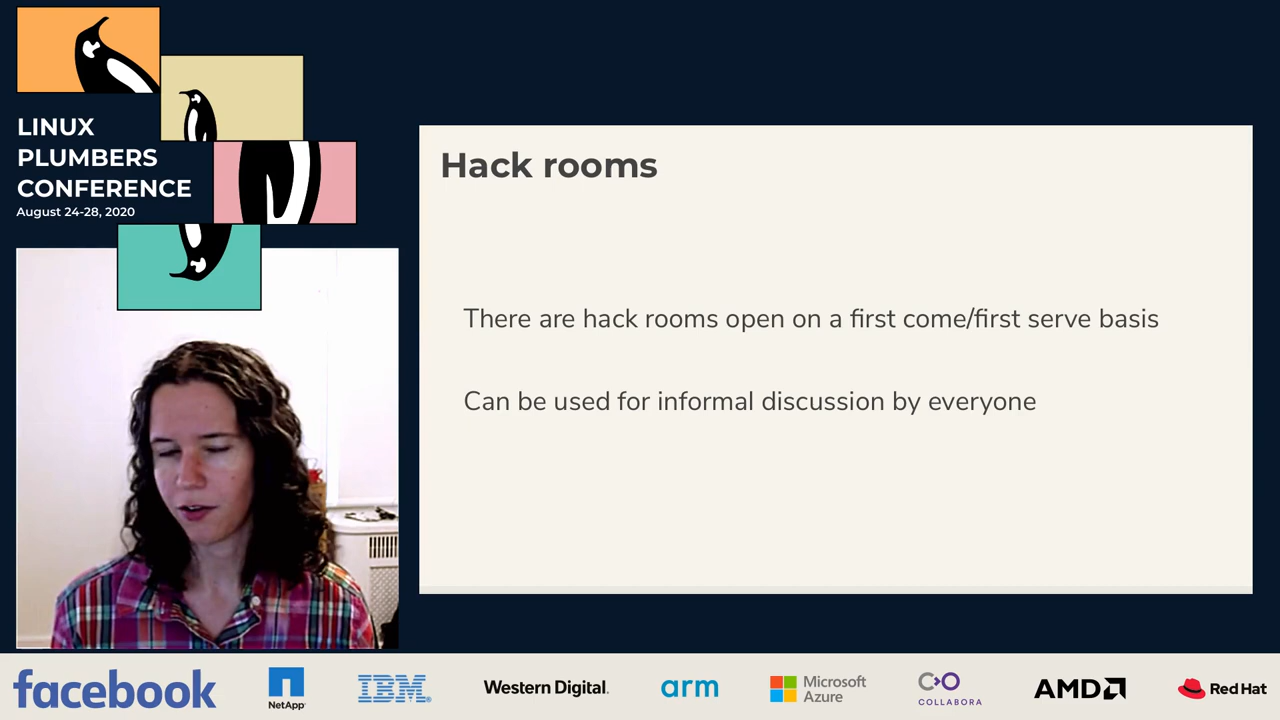 LINUX
PLUMBERS
CONFERENCE
August 24-28, 2020
Hack rooms
There are hack rooms open on a first come/first serve basis
Can be used for informal discussion by everyone
facebook
NetApp
IBM
Western Digital.
arm
Microsoft
Azure
COLLABORA
AMD
Red Hat